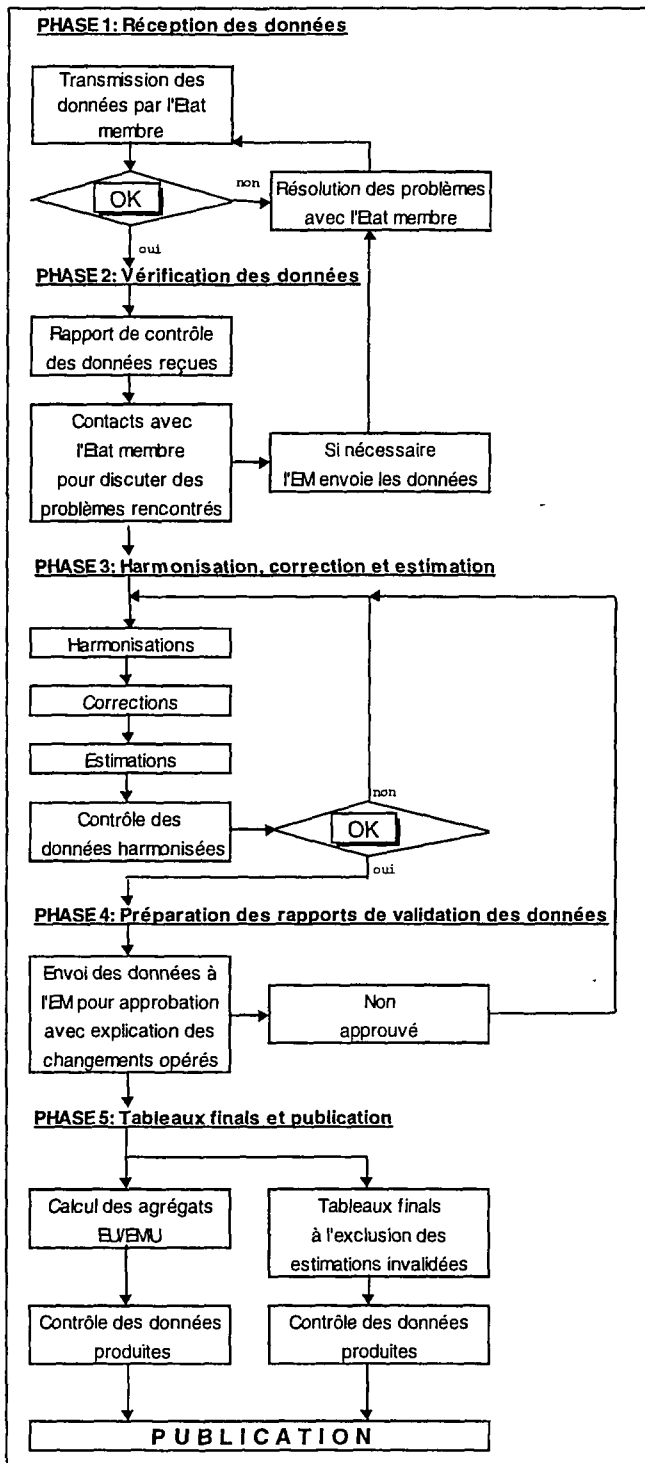 PHASE 1: Réception des données
Transmission des
données par l'Etat
membre
OK
non
Résolution des problèmes
avec l'Etat membre
oui
PHASE 2: Vérification des données
Rapport de contrôle
des données reçues
Contacts avec
l'Etat membre
pour discuter des
problèmes rencontrés
Si nécessaire
l'EM envoie les données
PHASE 3: Harmonisation, correction et estimation
Harmonisations
Corrections
Estimations
Contrôle des
données harmonisées
non
OK
oui
PHASE 4: Préparation des rapports de validation des données
Envoi des données à
l'EM pour approbation
avec explication des
changements opérés
Non
approuvé
PHASE 5: Tableaux finals et publication
Calcul des agrégats
EU/EMU
Tableaux finals
à l'exclusion des
estimations invalidées
Contrôle des données
produites
Contrôle des données
produites
PUBLICATION